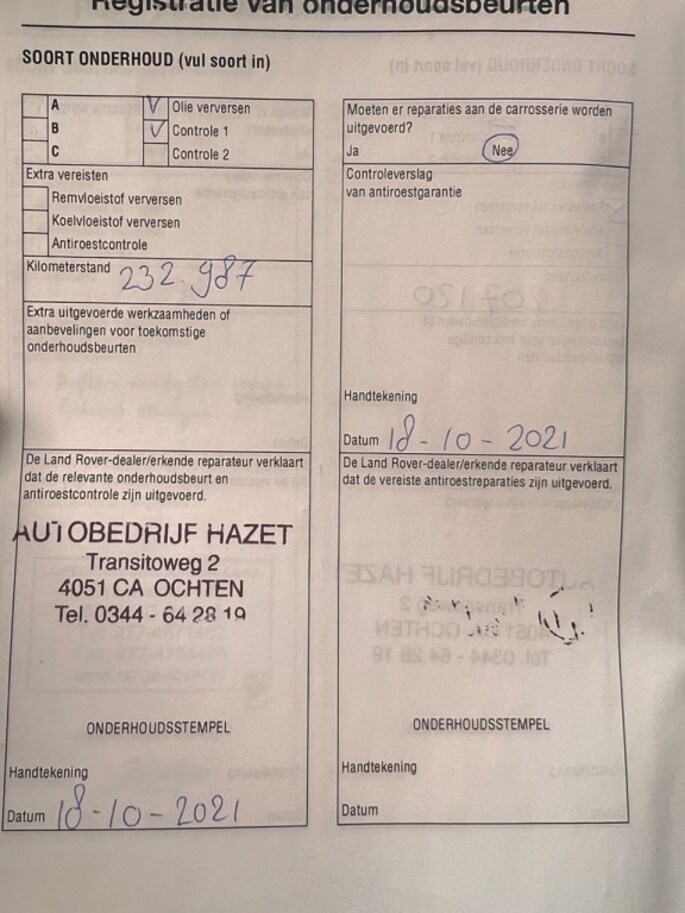 Registratie van onderhoudsbeurten
SOORT ONDERHOUD (vul soort in)
A
V Olie verversen
B
V Controle 1
C
Controle 2
Extra vereisten
Remvloeistof verversen
Koelvloeistof verversen
Antiroestcontrole
Kilometerstand 232.987
Extra uitgevoerde werkzaamheden of
aanbevelingen voor toekomstige
onderhoudsbeurten
De Land Rover-dealer/erkende reparateur verklaart
dat de relevante onderhoudsbeurt en
antiroestcontrole zijn uitgevoerd.
AUTOBEDRIJF HAZET
Transitoweg 2
4051 CA OCHTEN
Tel. 0344 - 64 28 19
ONDERHOUDSSTEMPEL
Handtekening
Datum 18-10-2021
Moeten er reparaties aan de carrosserie worden
uitgevoerd?
Ja Nee
Controleverslag
van antiroestgarantie
Handtekening
Datum 18-10-2021
De Land Rover-dealer/erkende reparateur verklaart
dat de vereiste antiroestreparaties zijn uitgevoerd.
ONDERHOUDSSTEMPEL
Handtekening
Datum